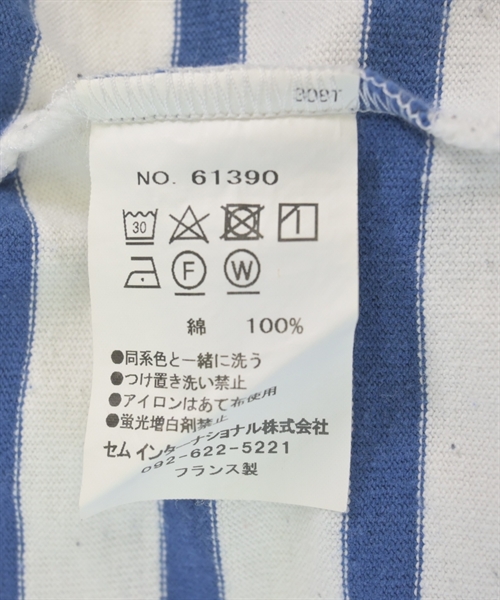 3091
NO. 61390
30
F W
綿 100%
●同系色と一緒に洗う
●つけ置き洗い禁止
●アイロンはあて布使用
●蛍光増白剤禁止
セム インターナショナル株式会社
092-622-5221
フランス製